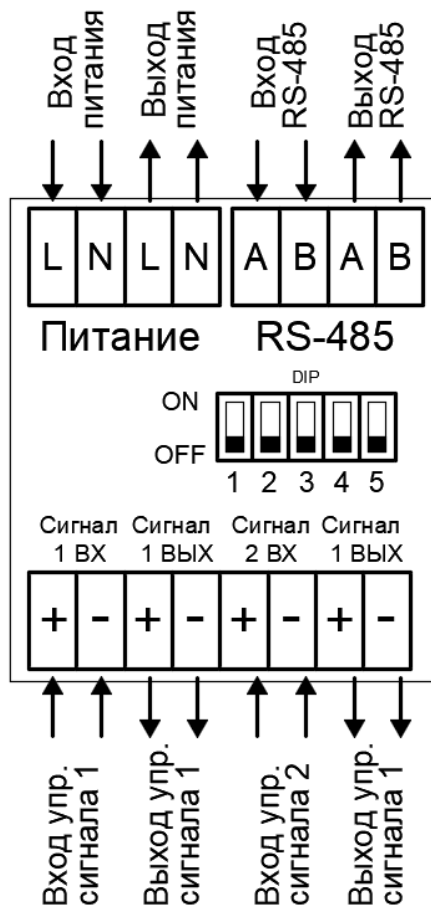 Вход
питания
Выход
питания
Вход
RS-485
Выход
RS-485
L N L N A B A B
Питание RS-485
DIP
ON
OFF
1 2 3 4 5
Сигнал Сигнал Сигнал Сигнал
1 ВХ 1 ВЫХ 2 ВХ 1 ВЫХ
+ - + - + - + -
Вход упр.
сигнала 1
Выход упр.
сигнала 1
Вход упр.
сигнала 2
Выход упр.
сигнала 1